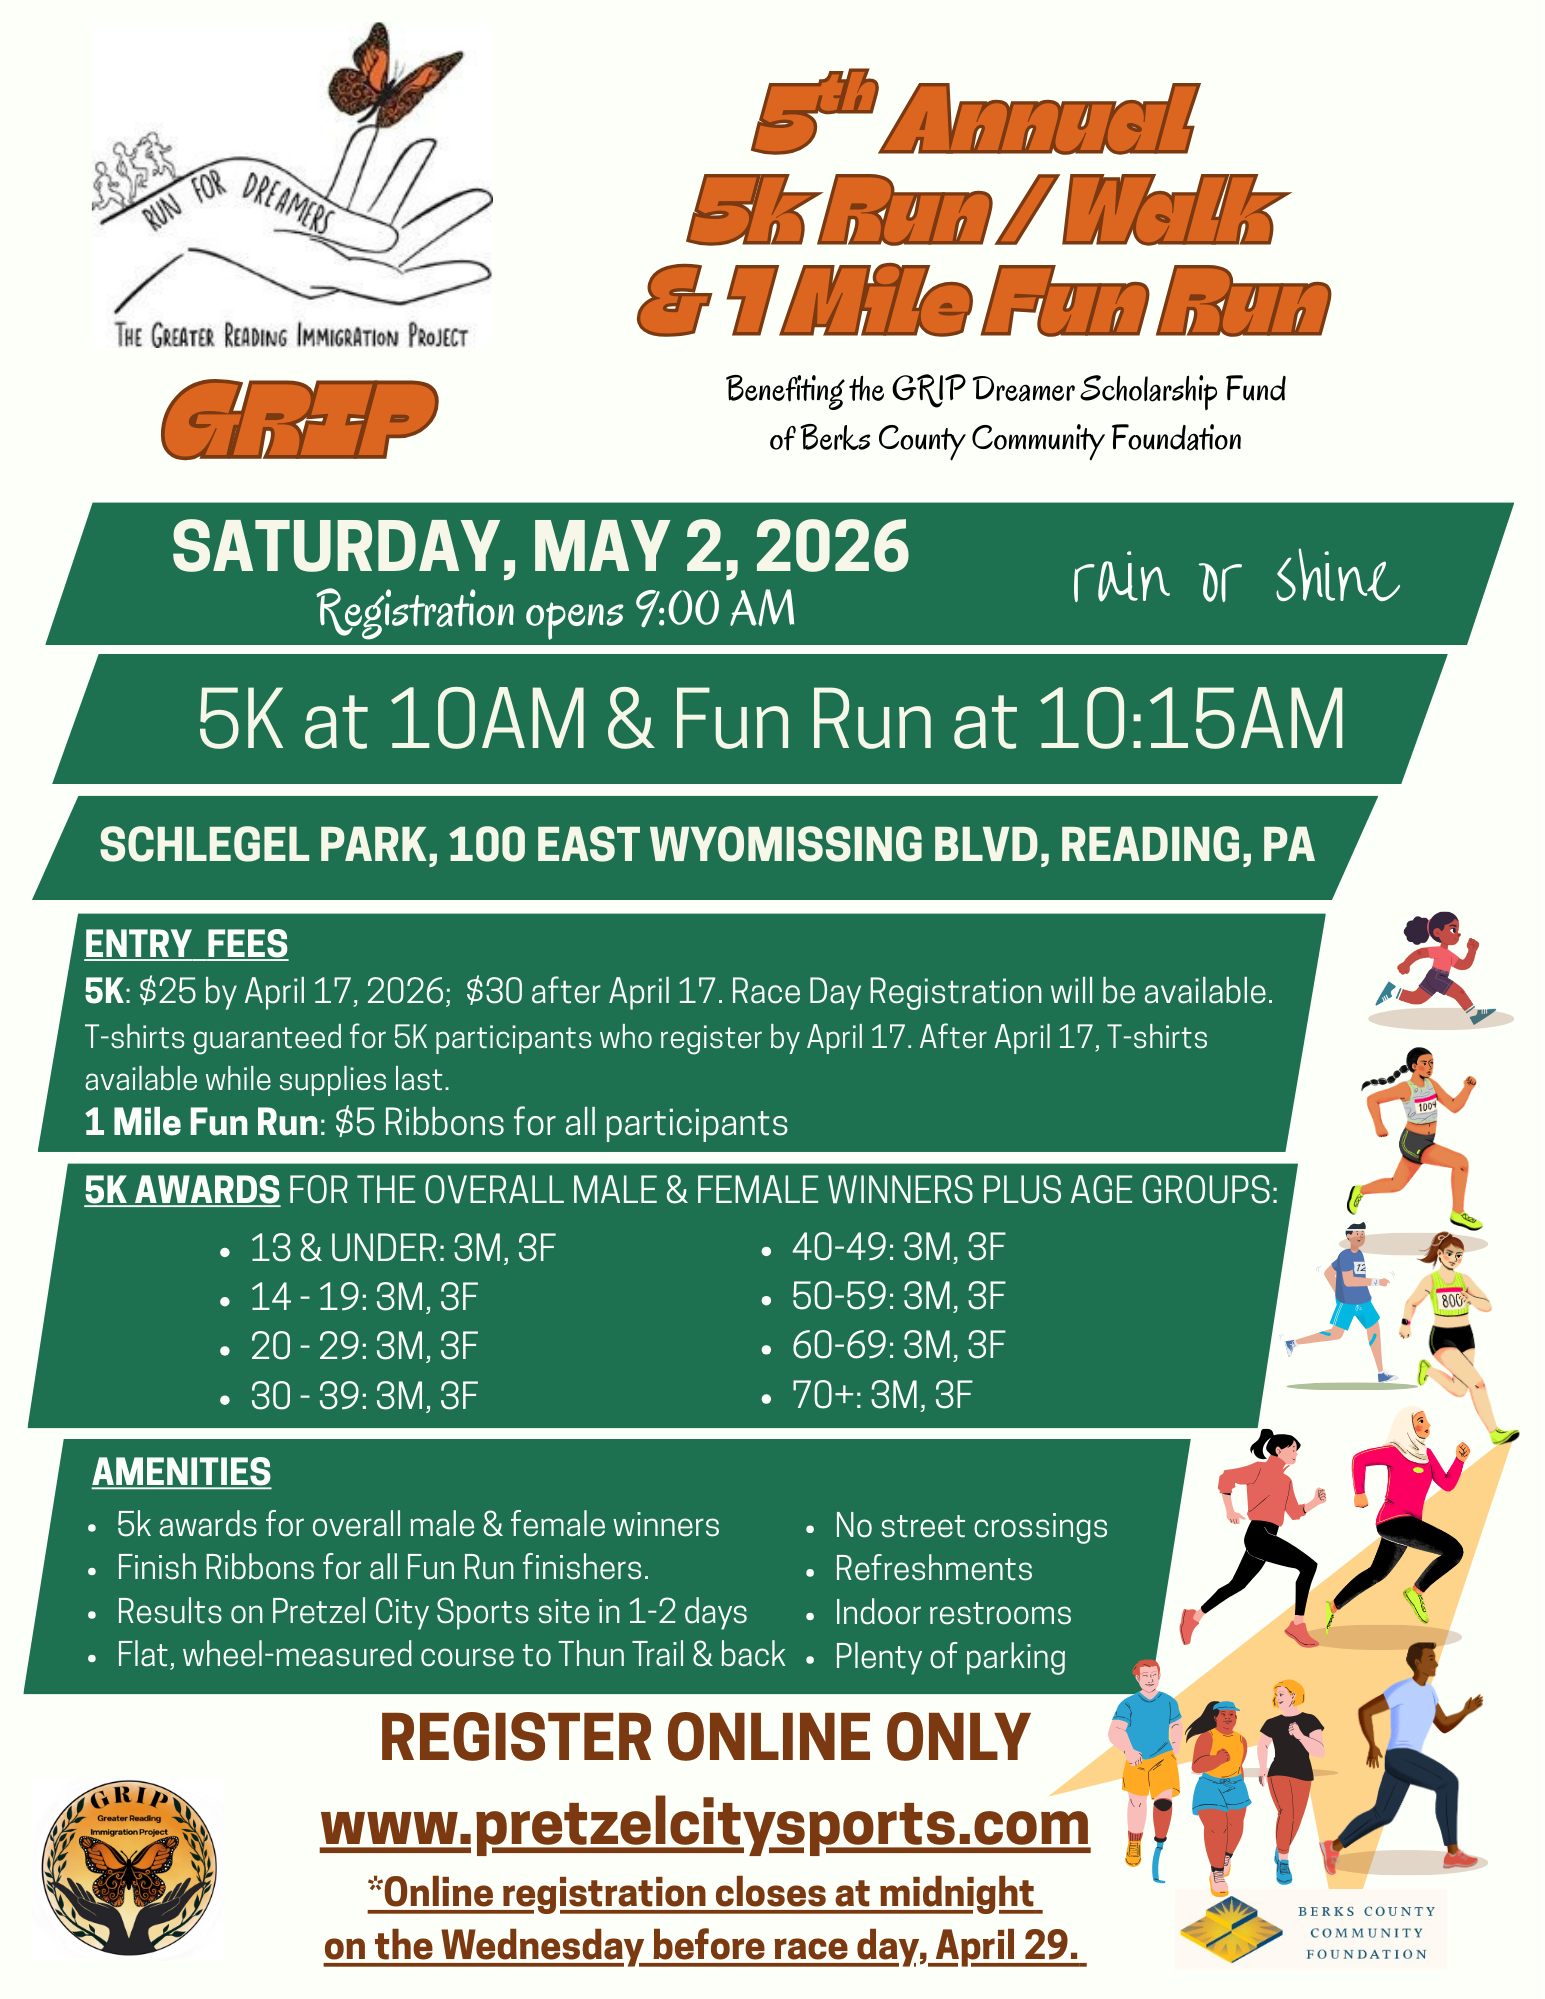 RUN FOR DREAMERS
THE GREATER READING IMMIGRATION PROJECT
GRIP
5th Annual
5k Run / Walk
& 1 Mile Fun Run
Benefiting the GRIP Dreamer Scholarship Fund
of Berks County Community Foundation
SATURDAY, MAY 2, 2026
Registration opens 9:00 AM
rain or shine
5K at 10AM & Fun Run at 10:15AM
SCHLEGEL PARK, 100 EAST WYOMISSING BLVD, READING, PA
ENTRY FEES
5K: $25 by April 17, 2026; $30 after April 17. Race Day Registration will be available.
T-shirts guaranteed for 5K participants who register by April 17. After April 17, T-shirts
available while supplies last.
1 Mile Fun Run: $5 Ribbons for all participants
1004
5K AWARDS FOR THE OVERALL MALE & FEMALE WINNERS PLUS AGE GROUPS:
• 13 & UNDER: 3M, 3F
• 14 - 19: 3M, 3F
• 20 - 29: 3M, 3F
• 30 - 39: 3M, 3F
• 40-49: 3M, 3F
• 50-59: 3M, 3F
• 60-69: 3M, 3F
• 70+: 3M, 3F
12
800
AMENITIES
• 5k awards for overall male & female winners
• Finish Ribbons for all Fun Run finishers.
• Results on Pretzel City Sports site in 1-2 days
• Flat, wheel-measured course to Thun Trail & back
• No street crossings
• Refreshments
• Indoor restrooms
• Plenty of parking
REGISTER ONLINE ONLY
www.pretzelcitysports.com
*Online registration closes at midnight
on the Wednesday before race day, April 29.
GRIP
Greater Reading
Immigration Project
BERKS COUNTY
COMMUNITY
FOUNDATION